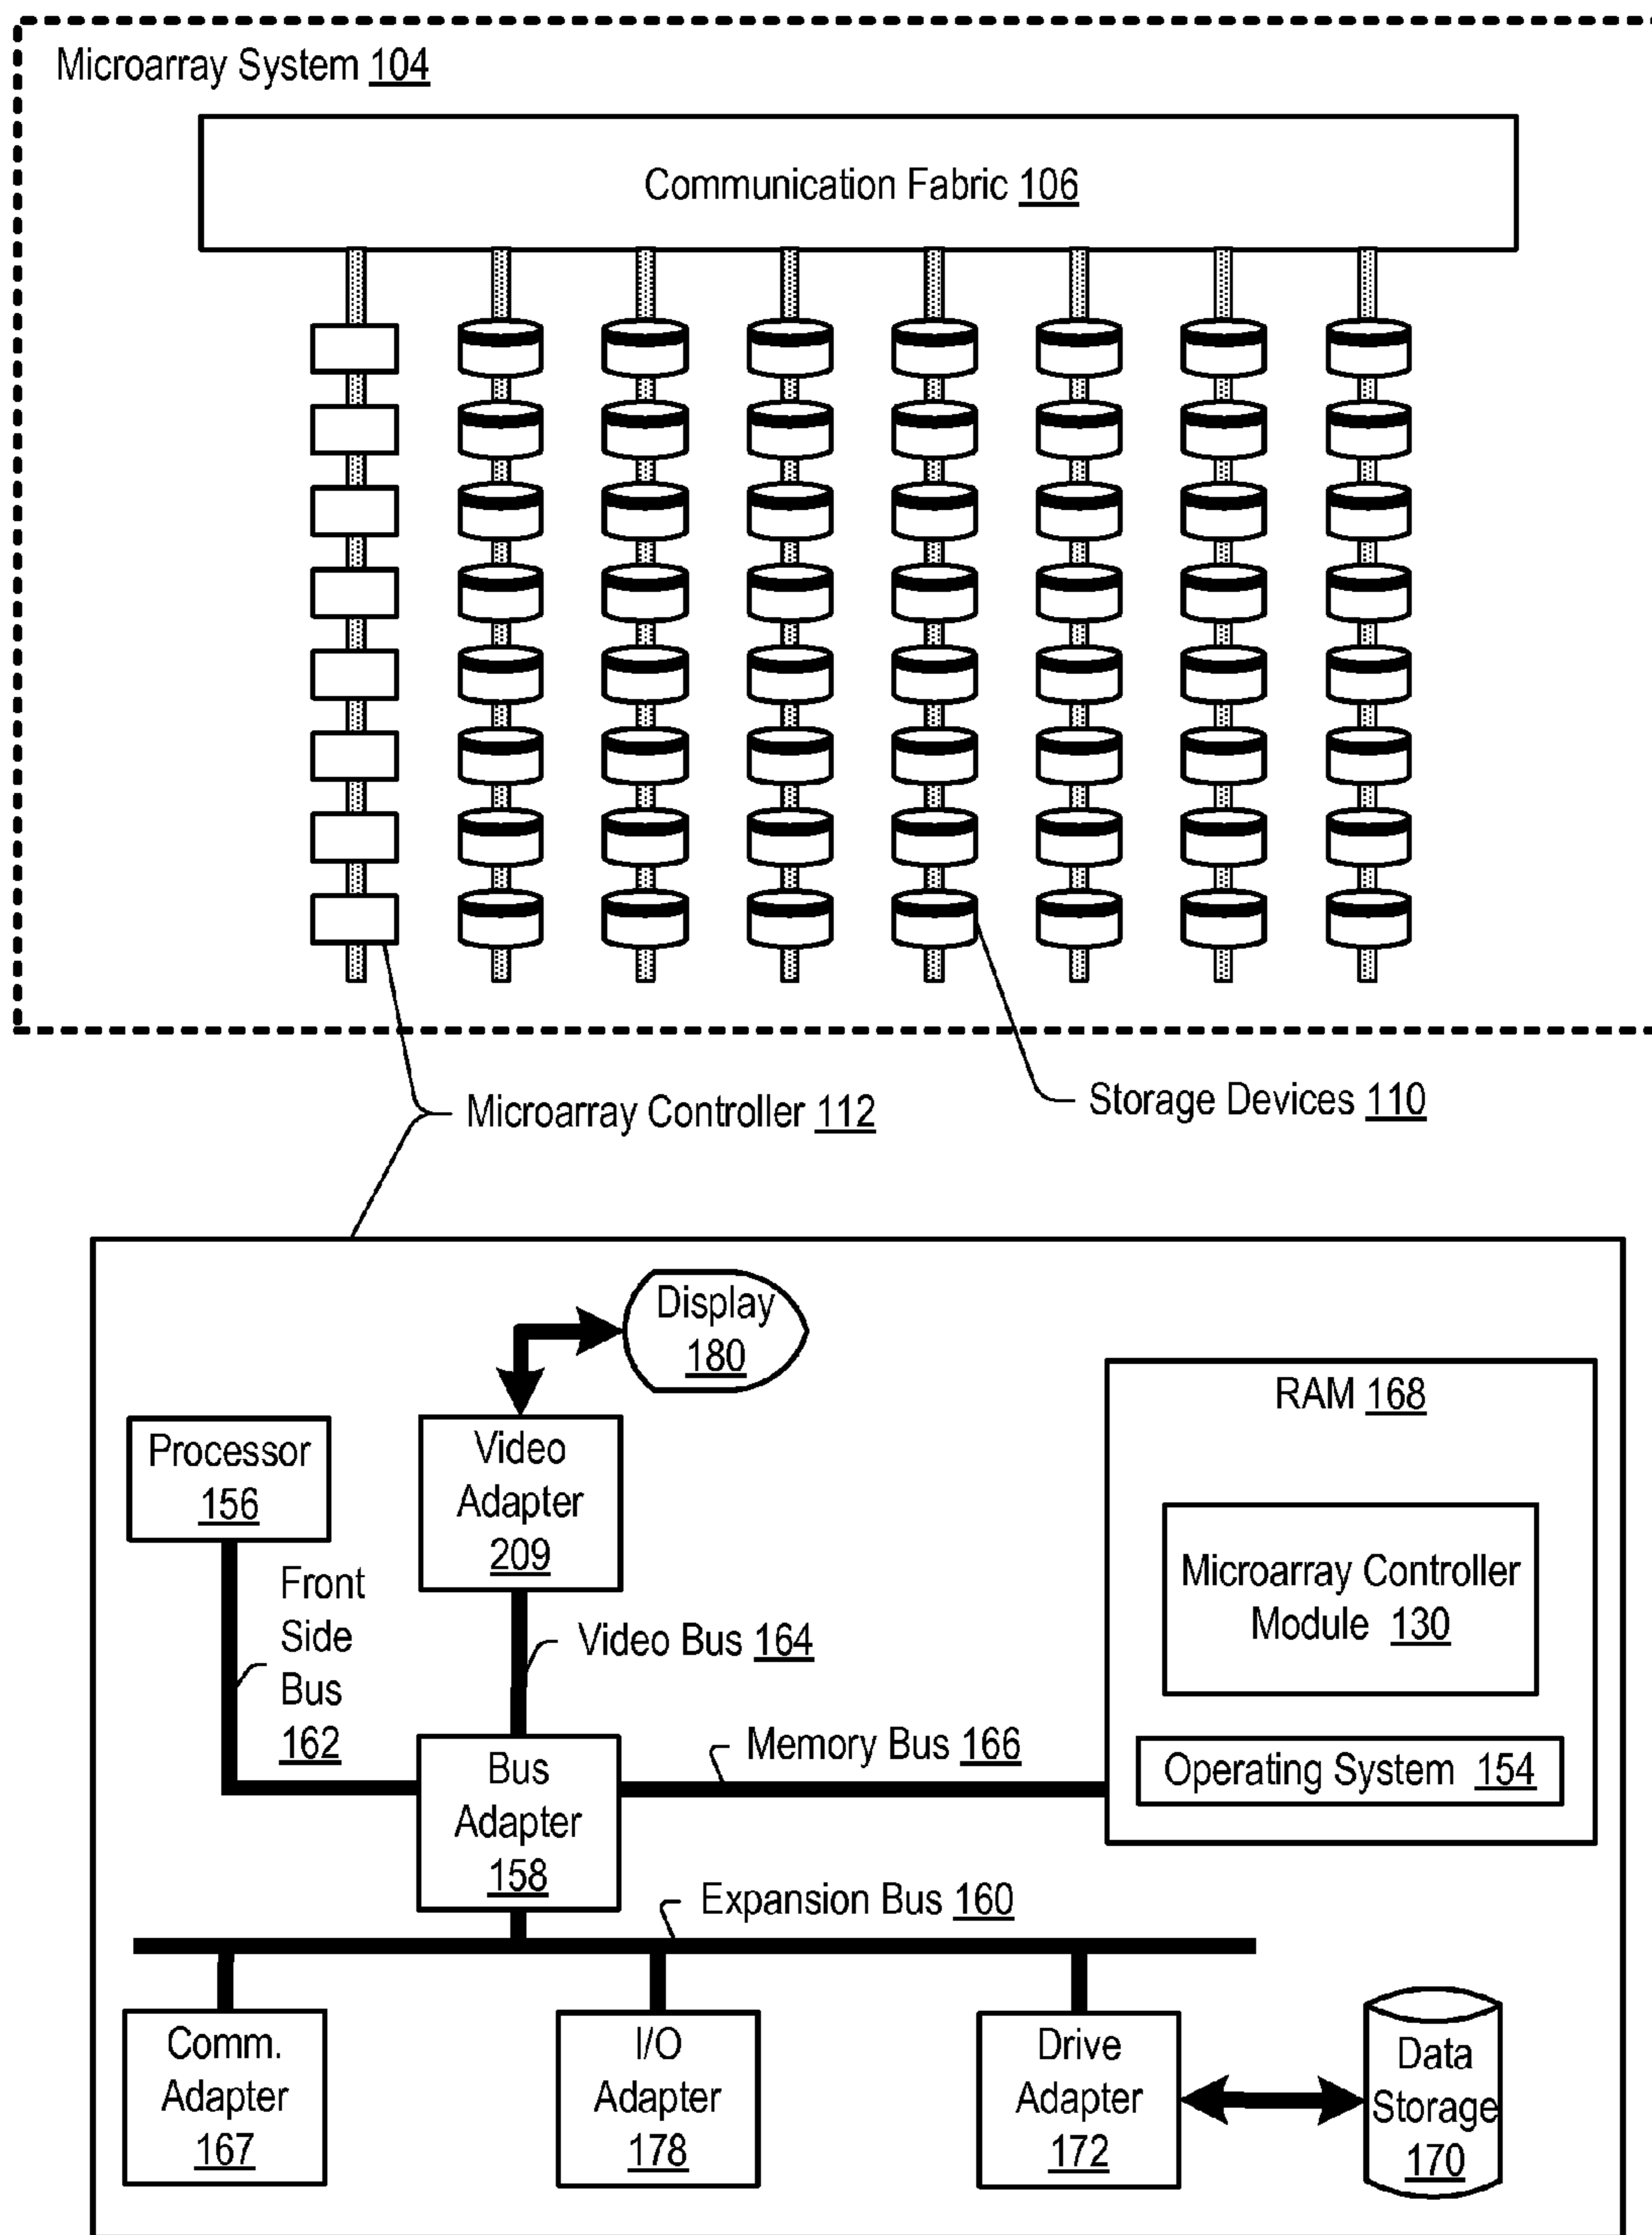 Microarray System 104
Communication Fabric 106
Microarray Controller 112
Storage Devices 110
Display
180
RAM 168
Processor
156
Video
Adapter
209
Microarray Controller
Module 130
Front
Side
Bus
162
Video Bus 164
Bus
Adapter
158
Memory Bus 166
Operating System 154
Expansion Bus 160
Comm.
Adapter
167
I/O
Adapter
178
Drive
Adapter
172
Data
Storage
170